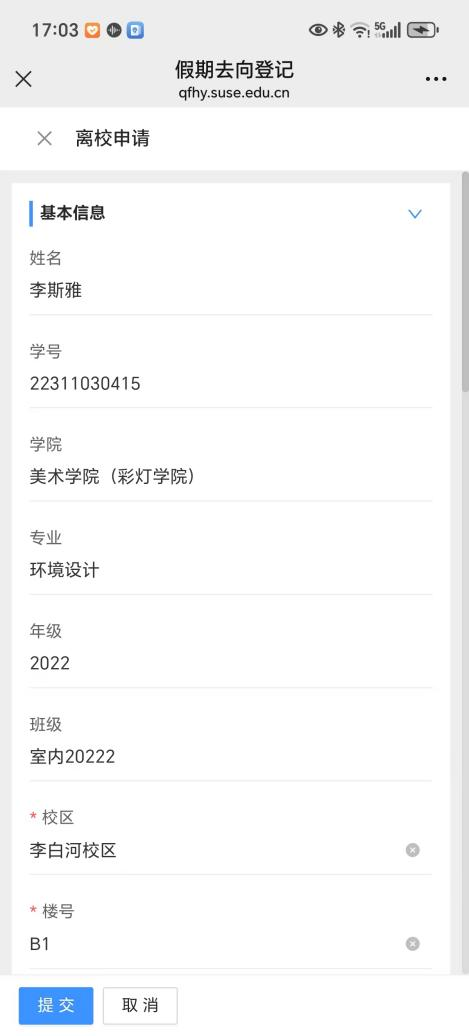 17:03
5G
假期去向登记
qfhy.suse.edu.cn
离校申请
基本信息
姓名
李斯雅
学号
22311030415
学院
美术学院（彩灯学院）
专业
环境设计
年级
2022
班级
室内20222
* 校区
李白河校区
* 楼号
B1
提交 取消